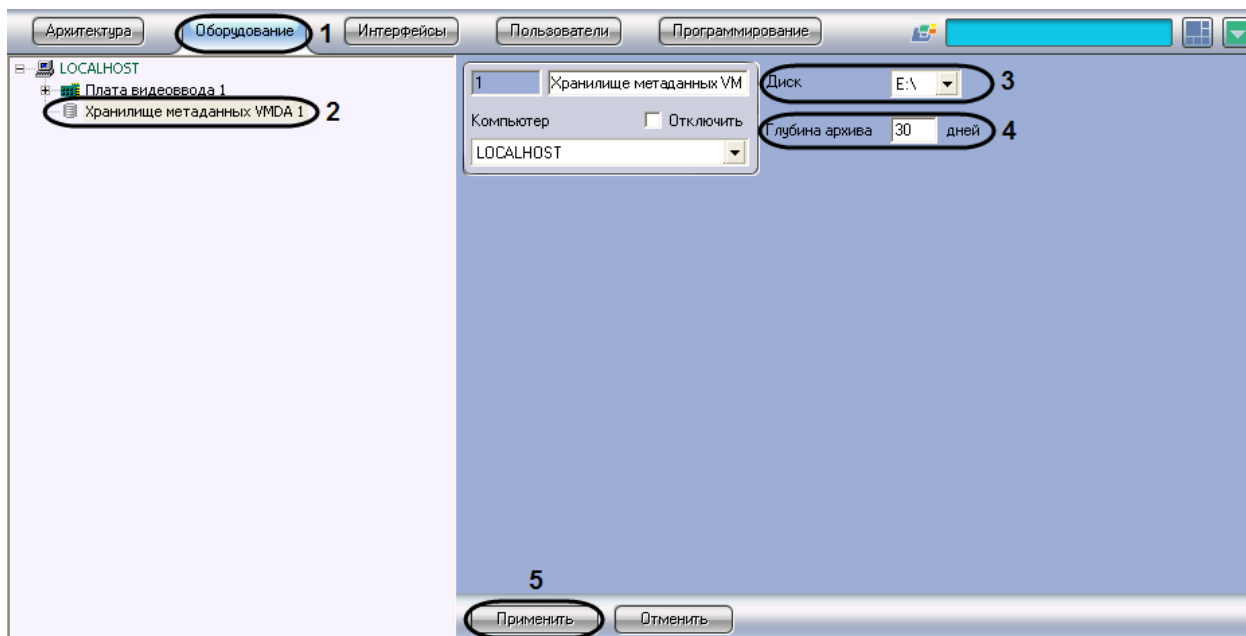 Архитектура Оборудование 1 Интерфейсы Пользователи Программирование
LOCALHOST
Плата видеоввода 1
Хранилище метаданных VMDA 1 2
1 Хранилище метаданных VM
Компьютер Отключить
LOCALHOST
Диск E:\ 3
Глубина архива 30 дней 4
5
Применить Отменить